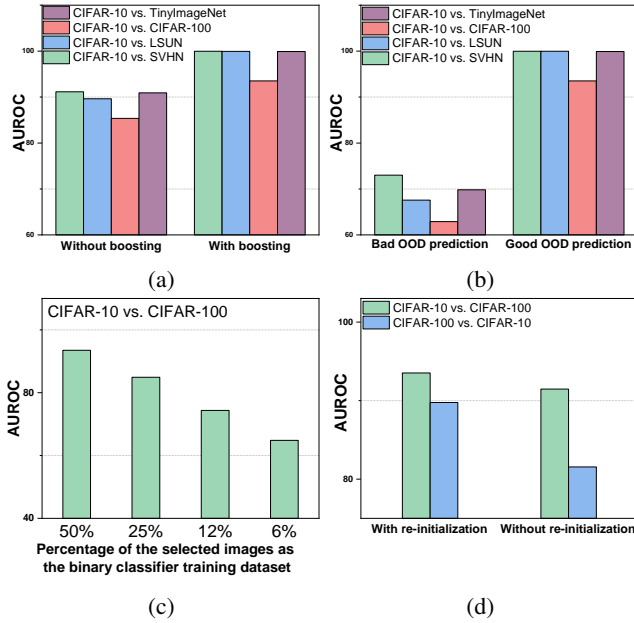 CIFAR-10 vs. TinyImageNet
CIFAR-10 vs. CIFAR-100
CIFAR-10 vs. LSUN
CIFAR-10 vs. SVHN
100
80
60
AUROC
Without boosting
With boosting
(a)
CIFAR-10 vs. TinyImageNet
CIFAR-10 vs. CIFAR-100
CIFAR-10 vs. LSUN
CIFAR-10 vs. SVHN
100
80
60
AUROC
Bad OOD prediction
Good OOD prediction
(b)
CIFAR-10 vs. CIFAR-100
80
40
AUROC
50%
25%
12%
6%
Percentage of the selected images as
the binary classifier training dataset
(c)
CIFAR-10 vs. CIFAR-100
CIFAR-100 vs. CIFAR-10
100
80
AUROC
With re-initialization
Without re-initialization
(d)